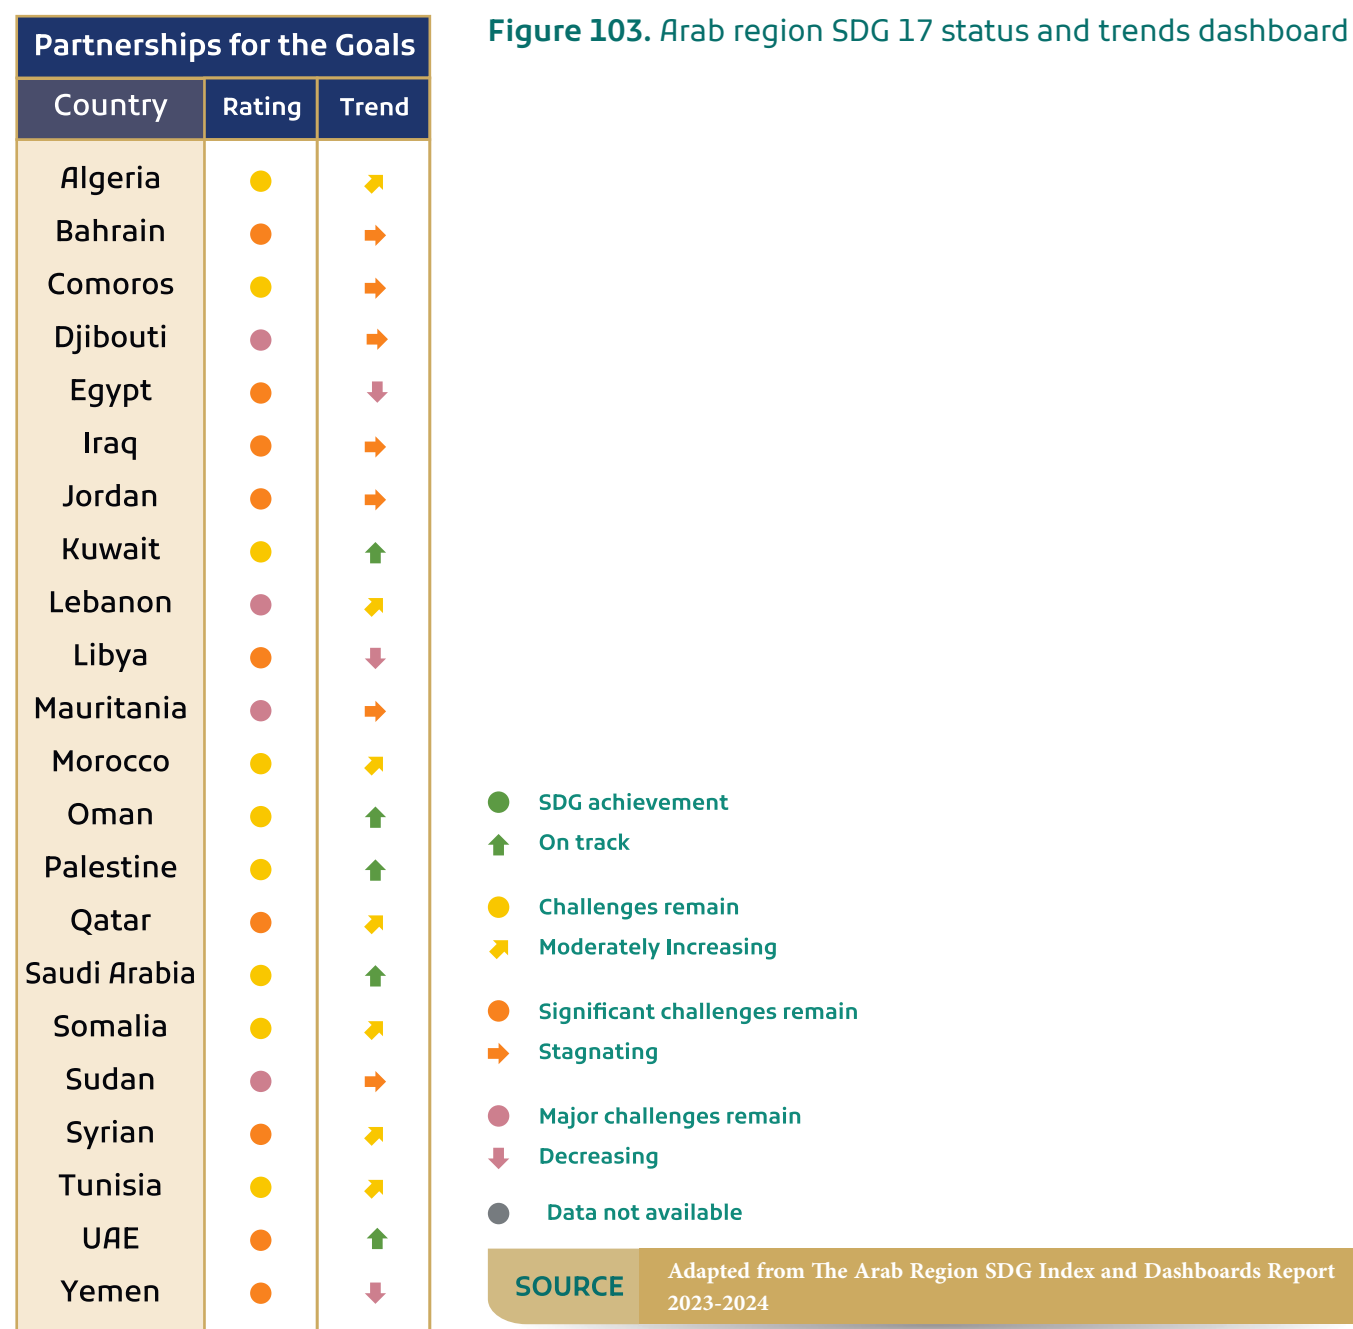 Partnerships for the Goals
Country Rating Trend
Algeria
Bahrain
Comoros
Djibouti
Egypt
Iraq
Jordan
Kuwait
Lebanon
Libya
Mauritania
Morocco
Oman
Palestine
Qatar
Saudi Arabia
Somalia
Sudan
Syrian
Tunisia
UAE
Yemen
Figure 103. Arab region SDG 17 status and trends dashboard
SDG achievement
On track
Challenges remain
Moderately Increasing
Significant challenges remain
Stagnating
Major challenges remain
Decreasing
Data not available
SOURCE
Adapted from The Arab Region SDG Index and Dashboards Report
2023-2024